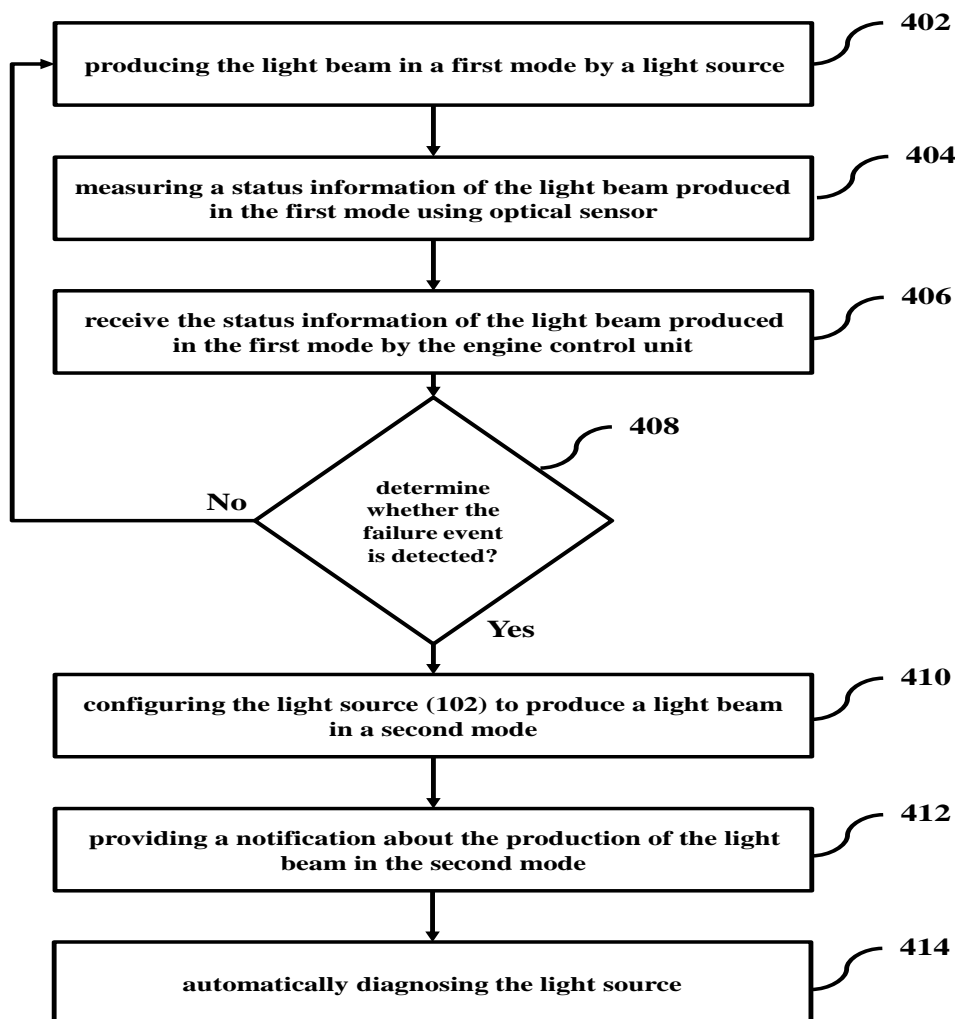 402
producing the light beam in a first mode by a light source
404
measuring a status information of the light beam produced
in the first mode using optical sensor
406
receive the status information of the light beam produced
in the first mode by the engine control unit
408
determine
whether the
failure event
is detected?
No
Yes
410
configuring the light source (102) to produce a light beam
in a second mode
412
providing a notification about the production of the light
beam in the second mode
414
automatically diagnosing the light source